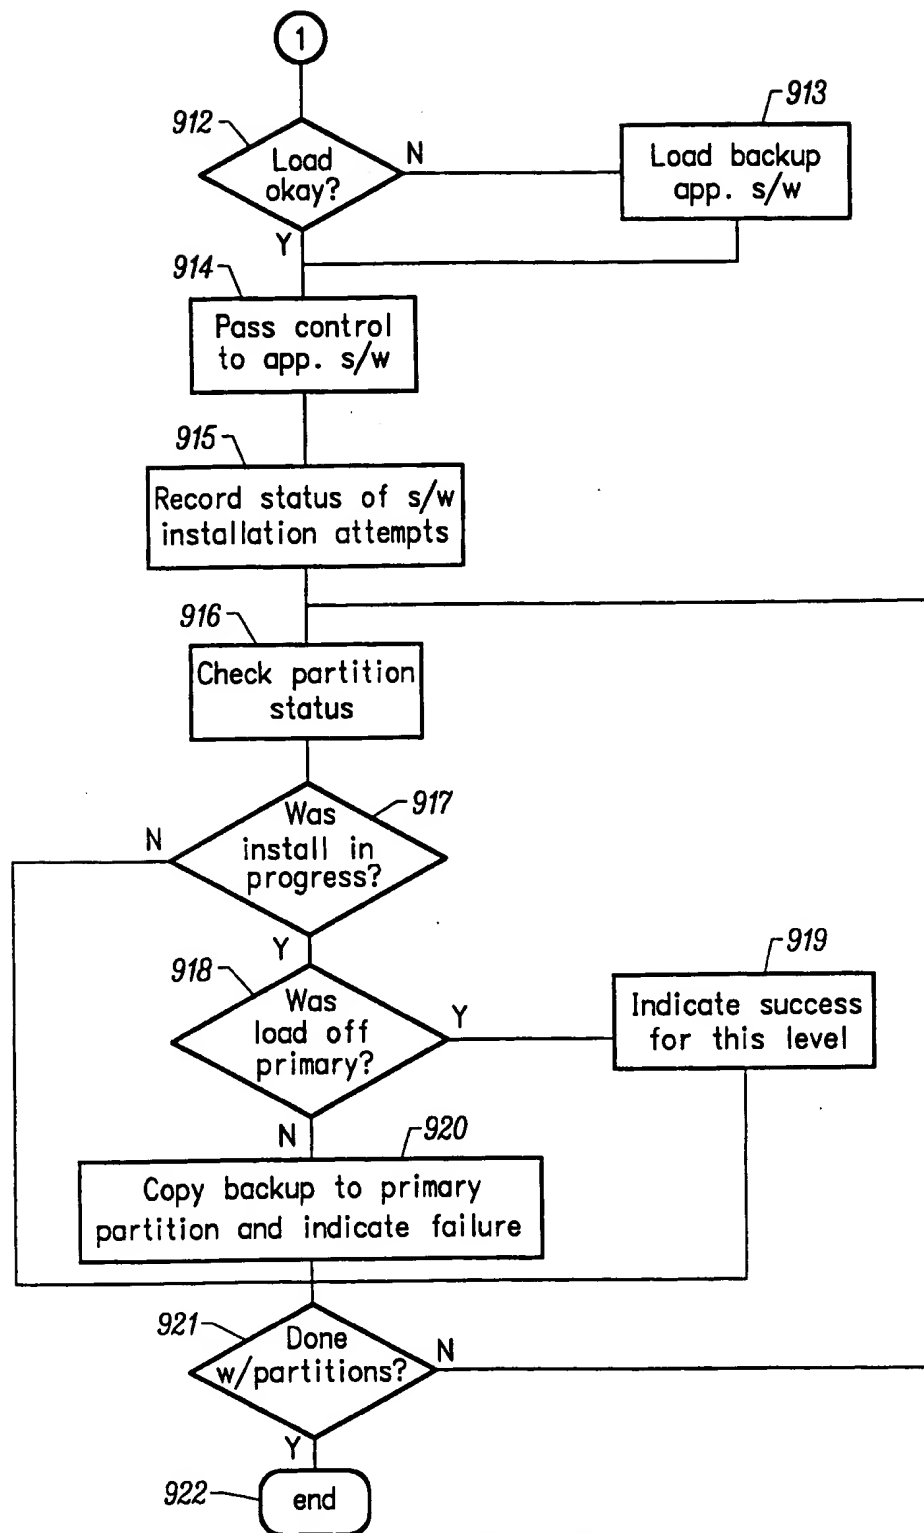 1
912
Load
okay?
N
Y
913
Load backup
app. s/w
914
Pass control
to app. s/w
915
Record status of s/w
installation attempts
916
Check partition
status
917
Was
install in
progress?
N
Y
918
Was
load off
primary?
Y
N
919
Indicate success
for this level
920
Copy backup to primary
partition and indicate failure
921
Done
w/partitions?
N
Y
922
end